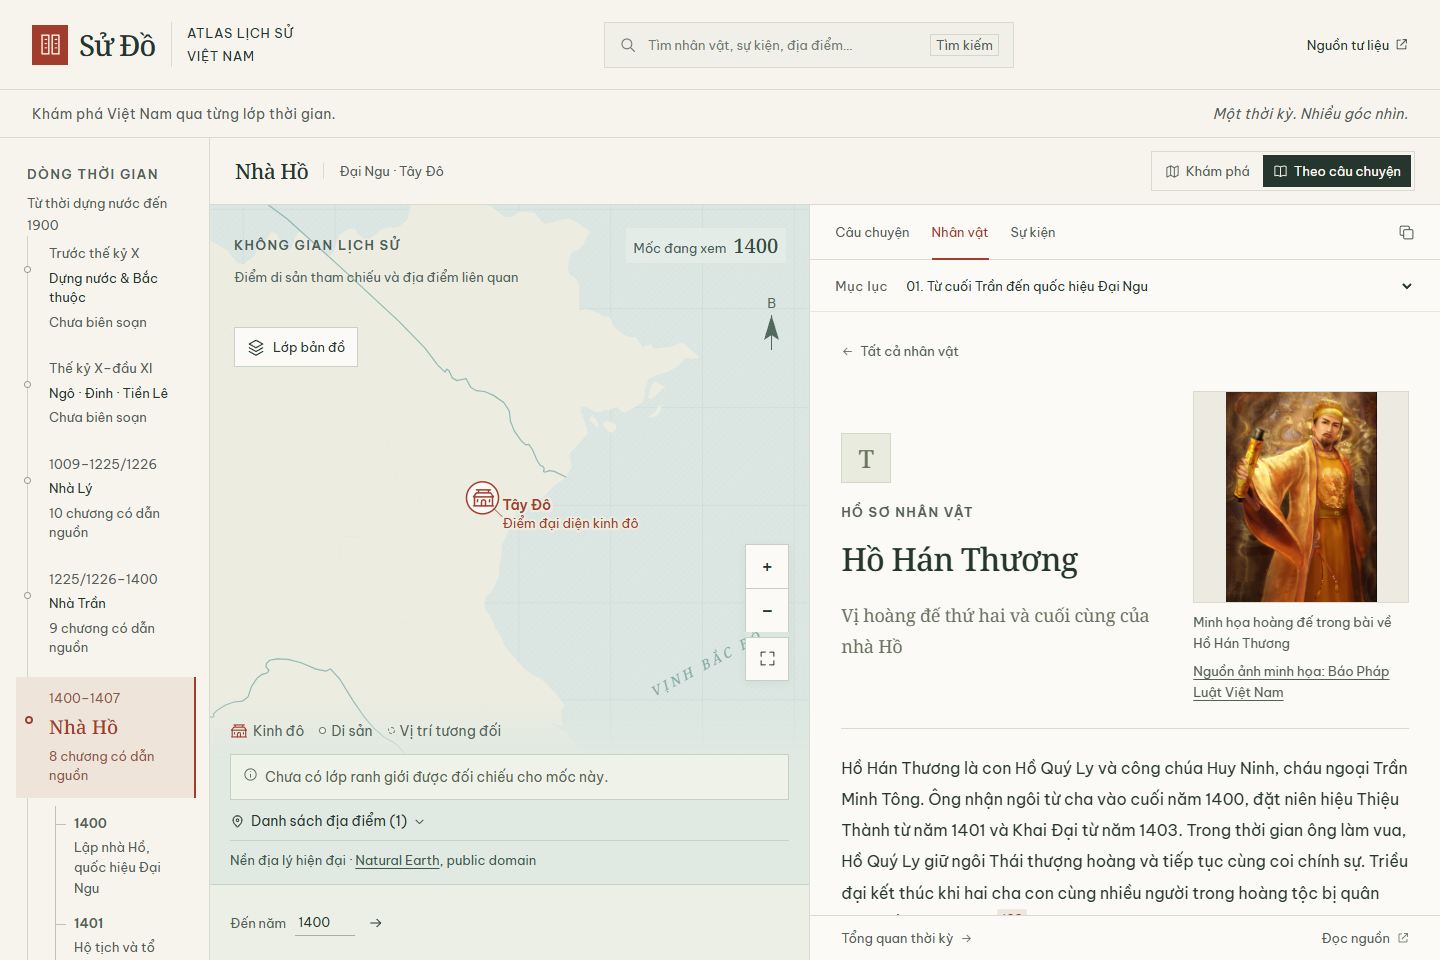 Sử Đồ
ATLAS LỊCH SỬ
VIỆT NAM
Tìm nhân vật, sự kiện, địa điểm...
Tìm kiếm
Nguồn tư liệu
Khám phá Việt Nam qua từng lớp thời gian.
Một thời kỳ. Nhiều góc nhìn.
DÒNG THỜI GIAN
Từ thời dựng nước đến
1900
Trước thế kỷ X
Dựng nước & Bắc
thuộc
Chưa biên soạn
Thế kỷ X–đầu XI
Ngô · Đinh · Tiền Lê
Chưa biên soạn
1009–1225/1226
Nhà Lý
10 chương có dẫn
nguồn
1225/1226–1400
Nhà Trần
9 chương có dẫn
nguồn
1400–1407
Nhà Hồ
8 chương có dẫn
nguồn
1400
Lập nhà Hồ,
quốc hiệu Đại
Ngu
1401
Hộ tịch và tổ
Nhà Hồ
Đại Ngu · Tây Đô
Khám phá
Theo câu chuyện
KHÔNG GIAN LỊCH SỬ
Điểm di sản tham chiếu và địa điểm liên quan
Mốc đang xem 1400
B
Lớp bản đồ
Tây Đô
Điểm đại diện kinh đô
+
−
VỊNH BẮC BỘ
Kinh đô
Di sản
Vị trí tương đối
Chưa có lớp ranh giới được đối chiếu cho mốc này.
Danh sách địa điểm (1)
Nền địa lý hiện đại · Natural Earth, public domain
Đến năm 1400 →
Câu chuyện
Nhân vật
Sự kiện
Mục lục
01. Từ cuối Trần đến quốc hiệu Đại Ngu
← Tất cả nhân vật
T
HỒ SƠ NHÂN VẬT
Hồ Hán Thương
Vị hoàng đế thứ hai và cuối cùng của
nhà Hồ
Minh họa hoàng đế trong bài về
Hồ Hán Thương
Nguồn ảnh minh họa: Báo Pháp
Luật Việt Nam
Hồ Hán Thương là con Hồ Quý Ly và công chúa Huy Ninh, cháu ngoại Trần
Minh Tông. Ông nhận ngôi từ cha vào cuối năm 1400, đặt niên hiệu Thiệu
Thành từ năm 1401 và Khai Đại từ năm 1403. Trong thời gian ông làm vua,
Hồ Quý Ly giữ ngôi Thái thượng hoàng và tiếp tục cùng coi chính sự. Triều
đại kết thúc khi hai cha con cùng nhiều người trong hoàng tộc bị quân
Tổng quan thời kỳ →
Đọc nguồn